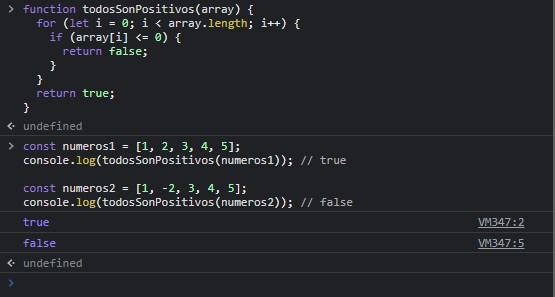 function todosSonPositivos(array) {
for (let i = 0; i < array.length; i++) {
if (array[i] <= 0) {
return false;
}
}
return true;
}
undefined
const numeros1 = [1, 2, 3, 4, 5];
console.log(todosSonPositivos(numeros1)); // true
const numeros2 = [1, -2, 3, 4, 5];
console.log(todosSonPositivos(numeros2)); // false
true VM347:2
false VM347:5
undefined